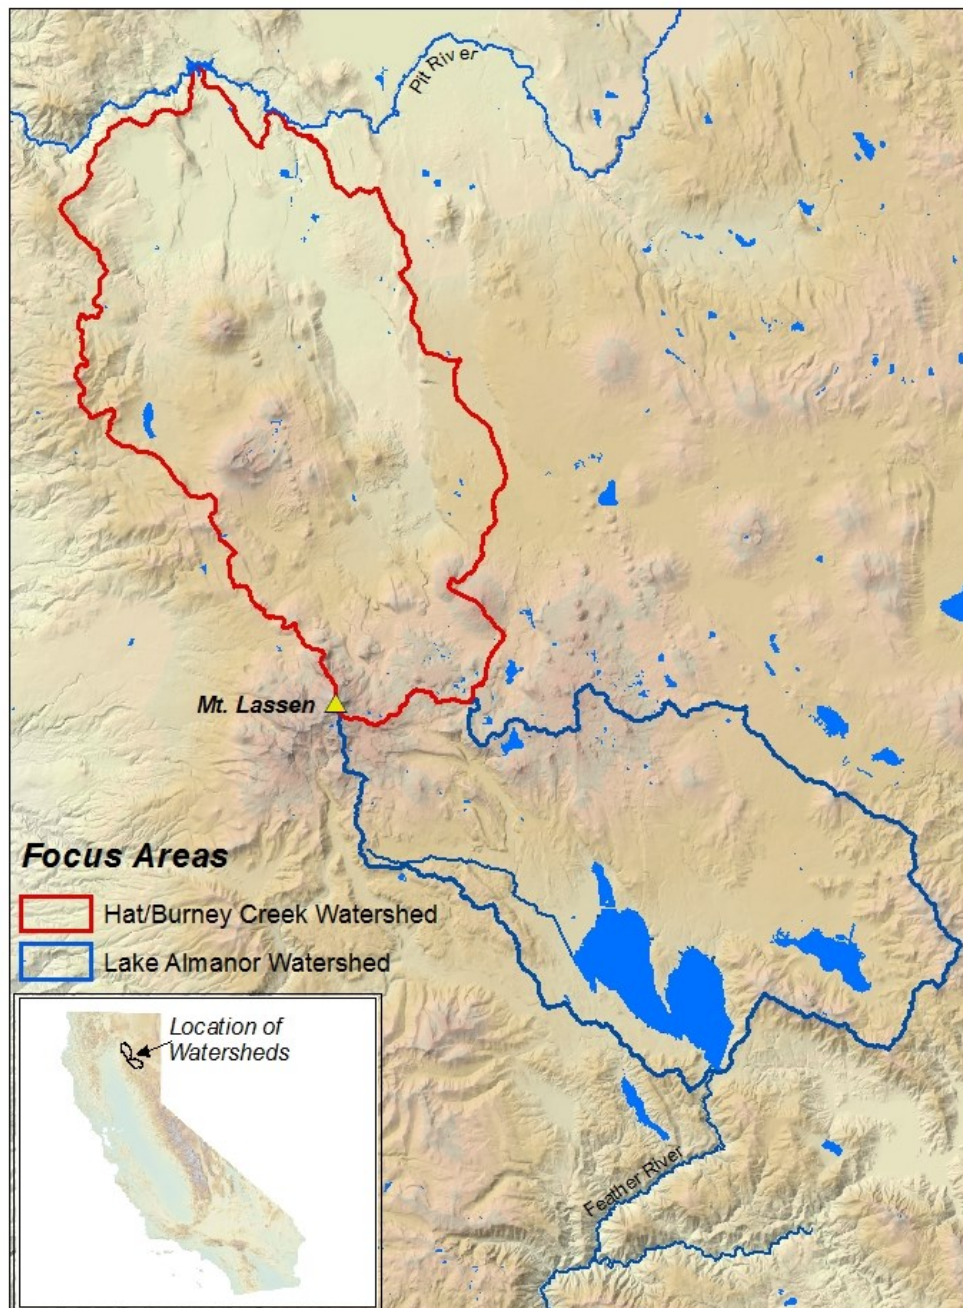 Pit River
Mt. Lassen
Focus Areas
Hat/Burney Creek Watershed
Lake Almanor Watershed
Location of
Watersheds
Feather River